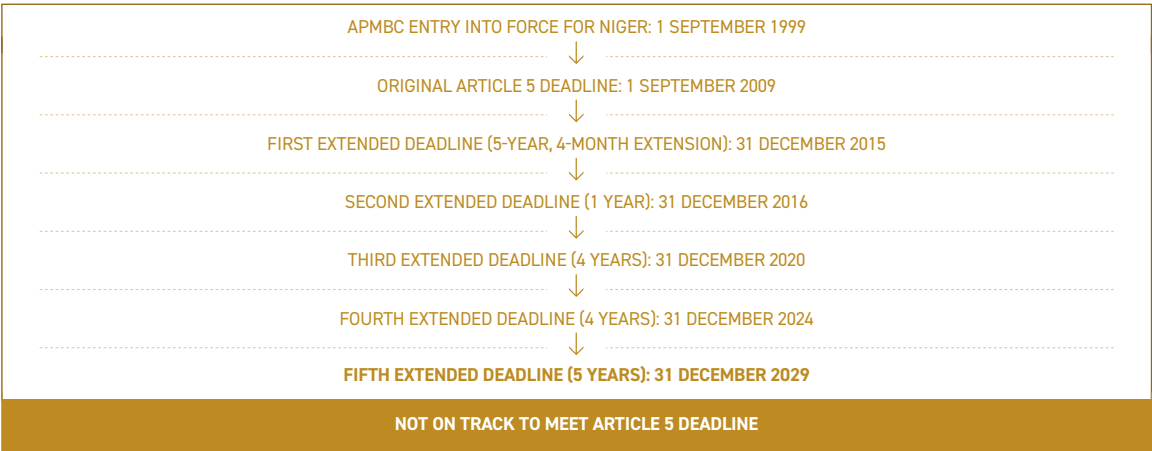 APMBC ENTRY INTO FORCE FOR NIGER: 1 SEPTEMBER 1999
ORIGINAL ARTICLE 5 DEADLINE: 1 SEPTEMBER 2009
FIRST EXTENDED DEADLINE (5-YEAR, 4-MONTH EXTENSION): 31 DECEMBER 2015
SECOND EXTENDED DEADLINE (1 YEAR): 31 DECEMBER 2016
THIRD EXTENDED DEADLINE (4 YEARS): 31 DECEMBER 2020
FOURTH EXTENDED DEADLINE (4 YEARS): 31 DECEMBER 2024
FIFTH EXTENDED DEADLINE (5 YEARS): 31 DECEMBER 2029
NOT ON TRACK TO MEET ARTICLE 5 DEADLINE